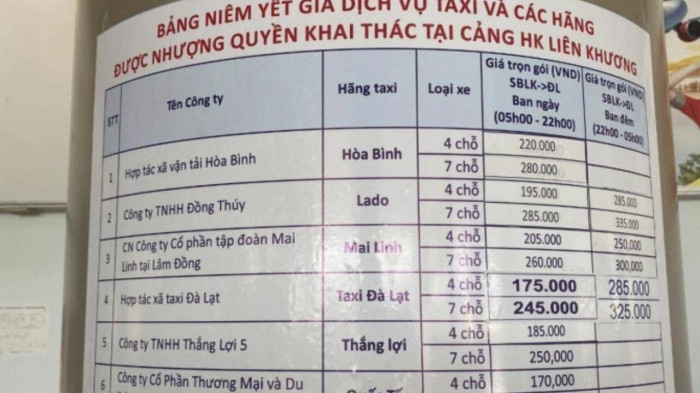 BẢNG NIÊM YẾT GIÁ DỊCH VỤ TAXI VÀ CÁC HÃNG
ĐƯỢC NHƯỢNG QUYỀN KHAI THÁC TẠI CẢNG HK LIÊN KHƯƠNG
STT Tên Công ty Hãng taxi Loại xe Giá trọn gói (VND) SBLK->ĐL Ban ngày (05h00 - 22h00) Giá trọn gói (VND) SBLK->ĐL Ban đêm (22h00 - 05h00)
1 Hợp tác xã vận tải Hòa Bình Hòa Bình 4 chỗ 220.000
7 chỗ 280.000
2 Công ty TNHH Đồng Thúy Lado 4 chỗ 195.000 285.000
7 chỗ 285.000 335.000
3 CN Công ty Cổ phần tập đoàn Mai Linh tại Lâm Đồng Mai Linh 4 chỗ 205.000 250,000
7 chỗ 260.000 300,000
4 Hợp tác xã taxi Đà Lạt Taxi Đà Lạt 4 chỗ 175.000 285.000
7 chỗ 245.000 325.000
5 Công ty TNHH Thắng Lợi 5 Thắng lợi 4 chỗ 185.000
7 chỗ 250,000
6 Công ty Cổ Phần Thương Mại và Du 4 chỗ 170,000